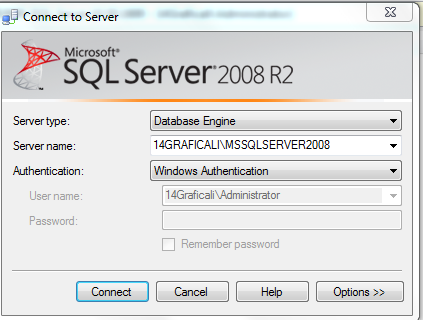 Connect to Server
Microsoft®
SQL Server® 2008 R2
Server type: Database Engine
Server name: 14GRAFICALI\MSSQLSERVER2008
Authentication: Windows Authentication
User name: 14Graficali\Administrator
Password:
Remember password
Connect Cancel Help Options >>